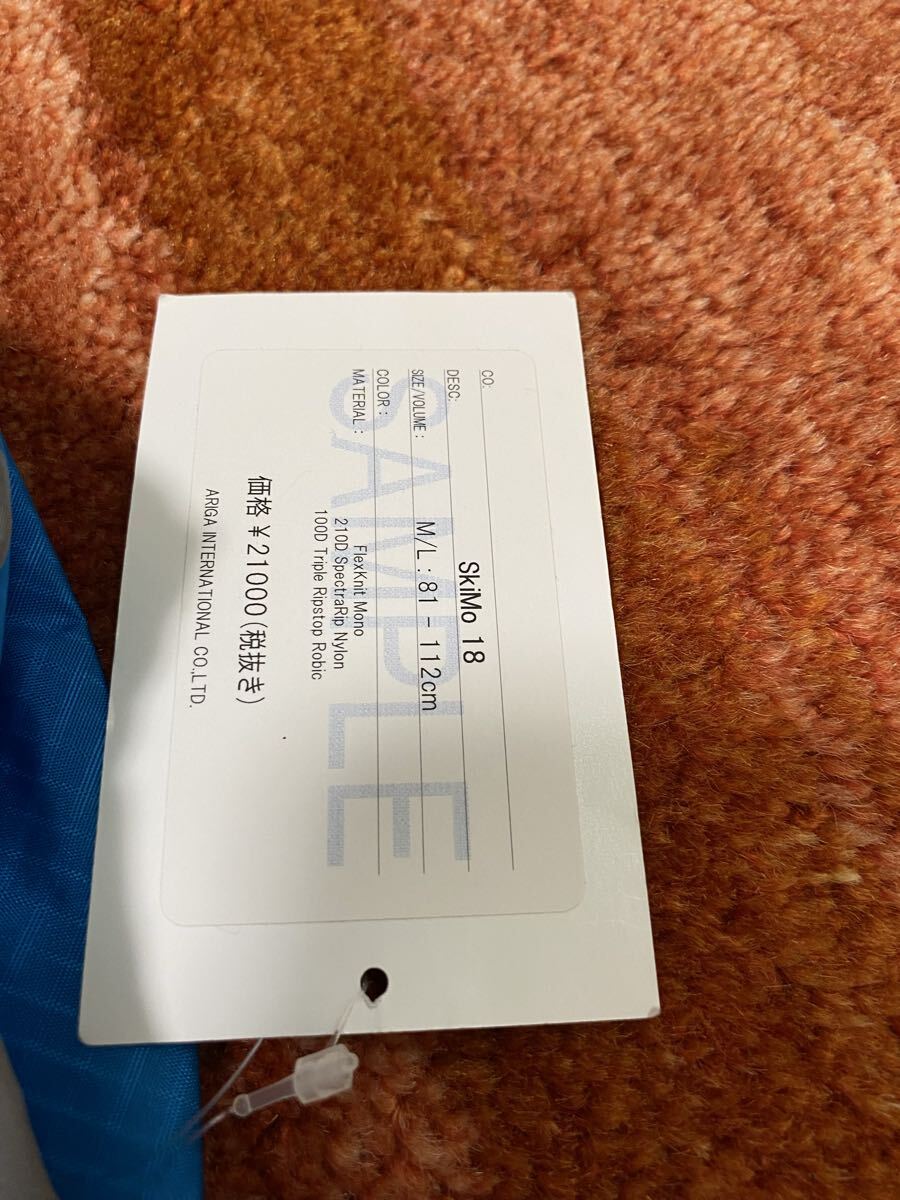 SAMPLE
CO:
DESC: SkiMo 18
SIZE/VOLUME: M/L : 81 - 112cm
COLOR :
MATERIAL : FlexKnit Mono
210D SpectraRip Nylon
100D Triple Ripstop Robic
価格￥21000(税抜き)
ARIGA INTERNATIONAL CO.,LTD.